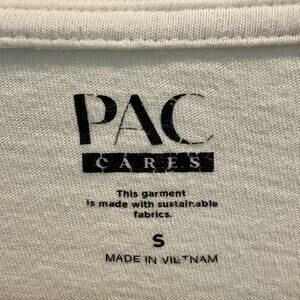 PAC
CARES
This garment
is made with sustainable
fabrics.
S
MADE IN VIETNAM